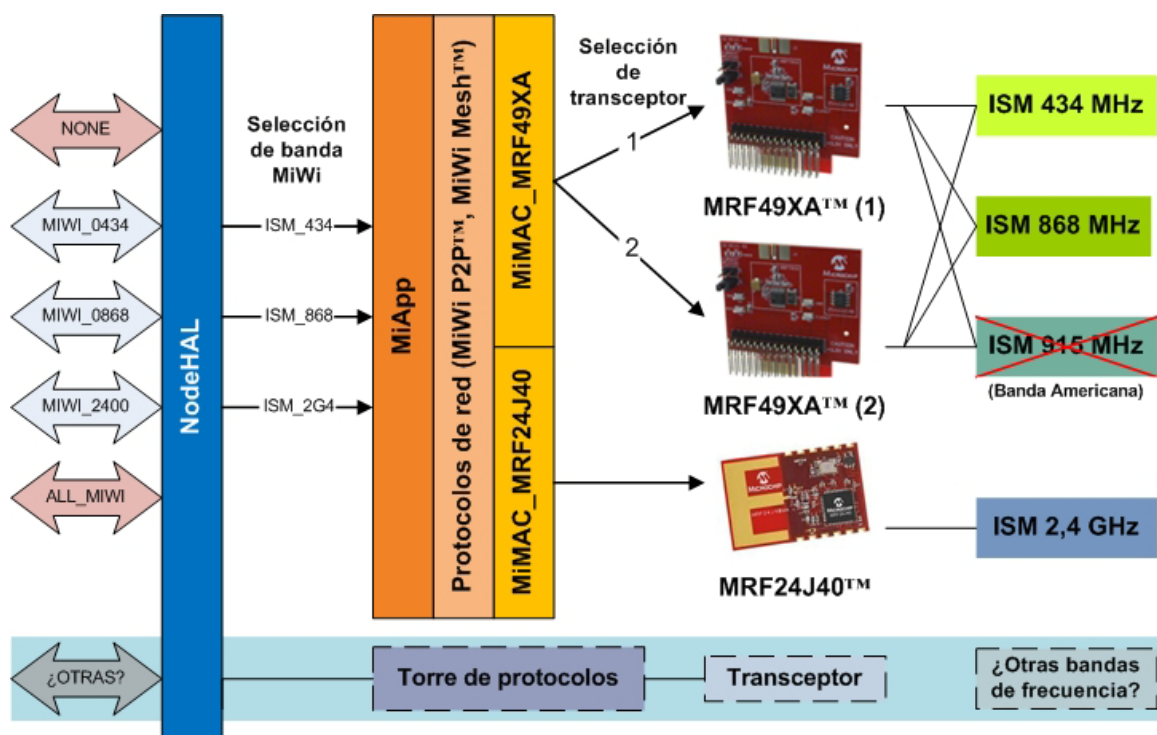 NONE
MIWI_0434
MIWI_0868
MIWI_2400
ALL_MIWI
¿OTRAS?
NodeHAL
Selección
de banda
MiWi
ISM_434
ISM_868
ISM_2G4
MiApp
Protocolos de red (MiWi P2P™, MiWi Mesh™)
MiMAC_MRF49XA
MiMAC_MRF24J40
Selección
de
transceptor
1
2
MICROCHIP
MRF49XA™ (1)
MICROCHIP
MRF49XA™ (2)
MICROCHIP
MRF24J40™
ISM 434 MHz
ISM 868 MHz
ISM 915 MHz
(Banda Americana)
ISM 2,4 GHz
Torre de protocolos
Transceptor
¿Otras bandas
de frecuencia?